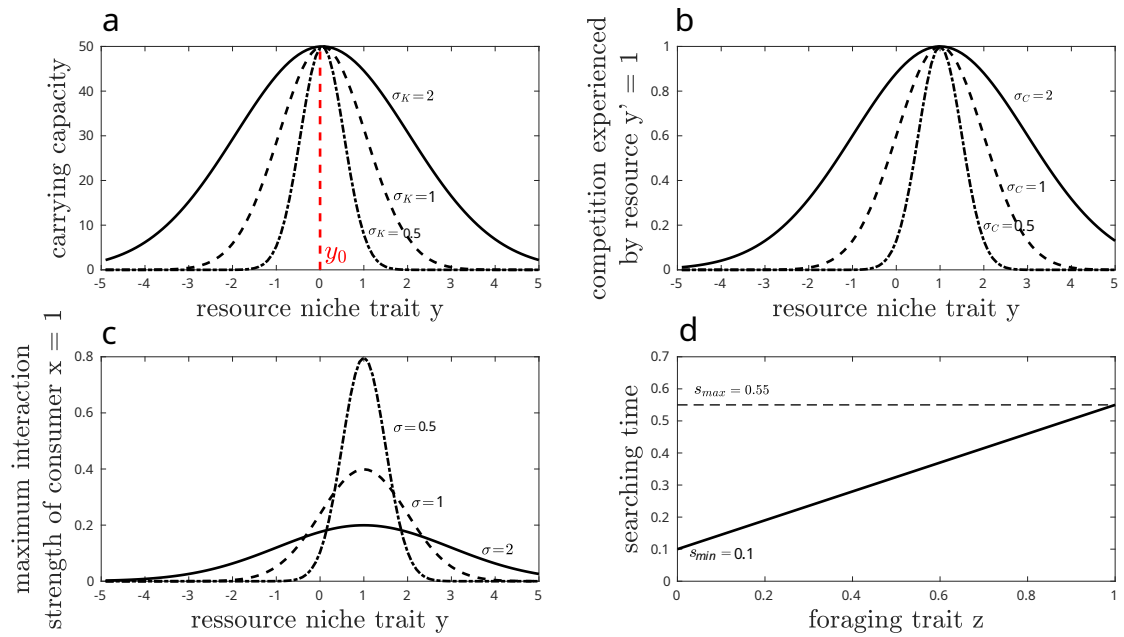 a
carrying capacity
50
40
30
20
10
0
-5 -4 -3 -2 -1 0 1 2 3 4 5
σ_K = 2
σ_K = 1
σ_K = 0.5
y_0
resource niche trait y
b
competition experienced
by resource y' = 1
1
0.8
0.6
0.4
0.2
0
-5 -4 -3 -2 -1 0 1 2 3 4 5
σ_C = 2
σ_C = 1
σ_C = 0.5
resource niche trait y
c
maximum interaction
strength of consumer x = 1
0.8
0.6
0.4
0.2
0
-5 -4 -3 -2 -1 0 1 2 3 4 5
σ = 0.5
σ = 1
σ = 2
ressource niche trait y
d
searching time
0.7
0.6
0.5
0.4
0.3
0.2
0.1
0
0 0.2 0.4 0.6 0.8 1
s_max = 0.55
s_min = 0.1
foraging trait z